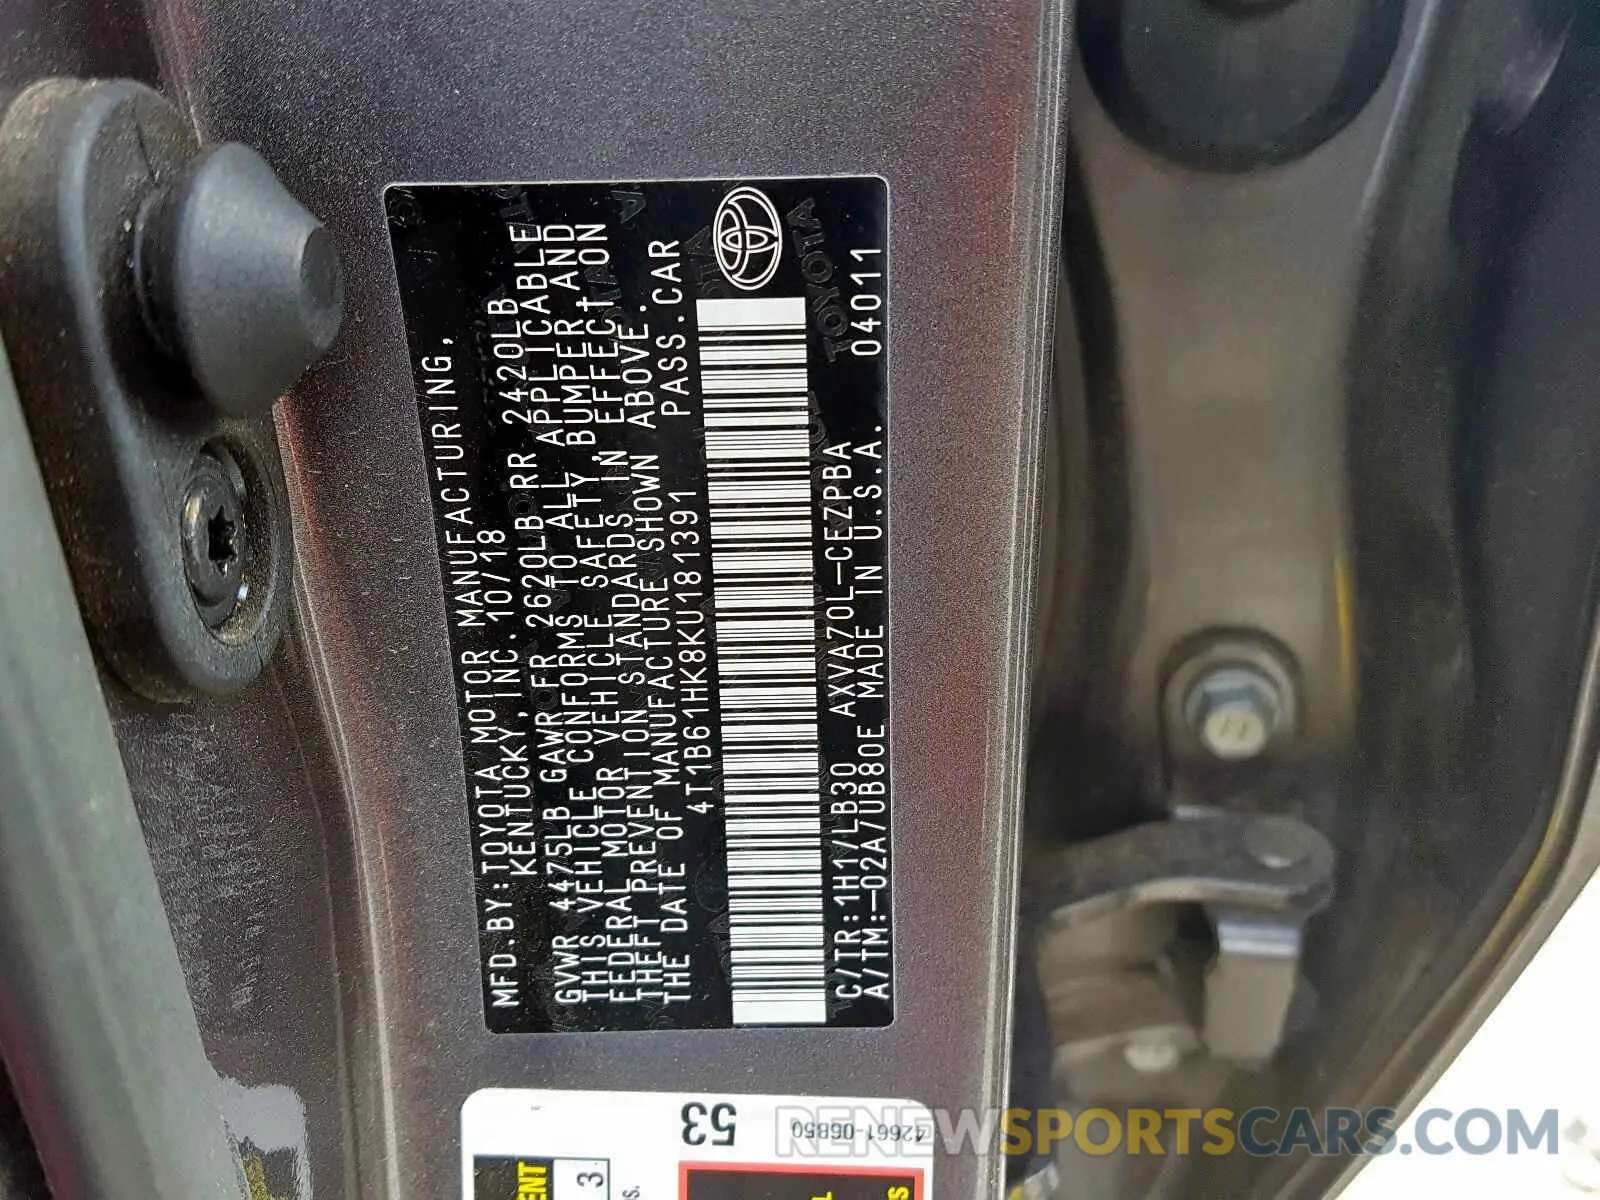 MFD.BY:TOYOTA MOTOR MANUFACTURING,
KENTUCKY, INC. 10/18
GVWR 4475LB GAWR FR 2620LB RR 2420LB
THIS VEHICLE CONFORMS TO ALL APPLICABLE
FEDERAL MOTOR VEHICLE SAFETY, BUMPER, AND
THEFT PREVENTION STANDARDS IN EFFECT ON
THE DATE OF MANUFACTURE SHOWN ABOVE.
4T1B61HK8KU181391 PASS.CAR
C/TR:1H1/LB30 AXVA70L-CEZPBA 04011
A/TM:-02A/UB80E MADE IN U.S.A.
TOYOTA
53
42661-06B50
3
RENEWSPORTSCARS.COM